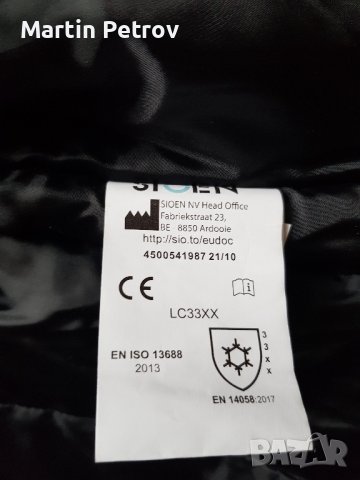 Martin Petrov
SIOEN
SIOEN NV Head Office
Fabriekstraat 23,
BE 8850 Ardooie
http://sio.to/eudoc
4500541987 21/10
CE
i
LC33XX
EN ISO 13688
2013
3
3
x
x
EN 14058:2017
BAZAR